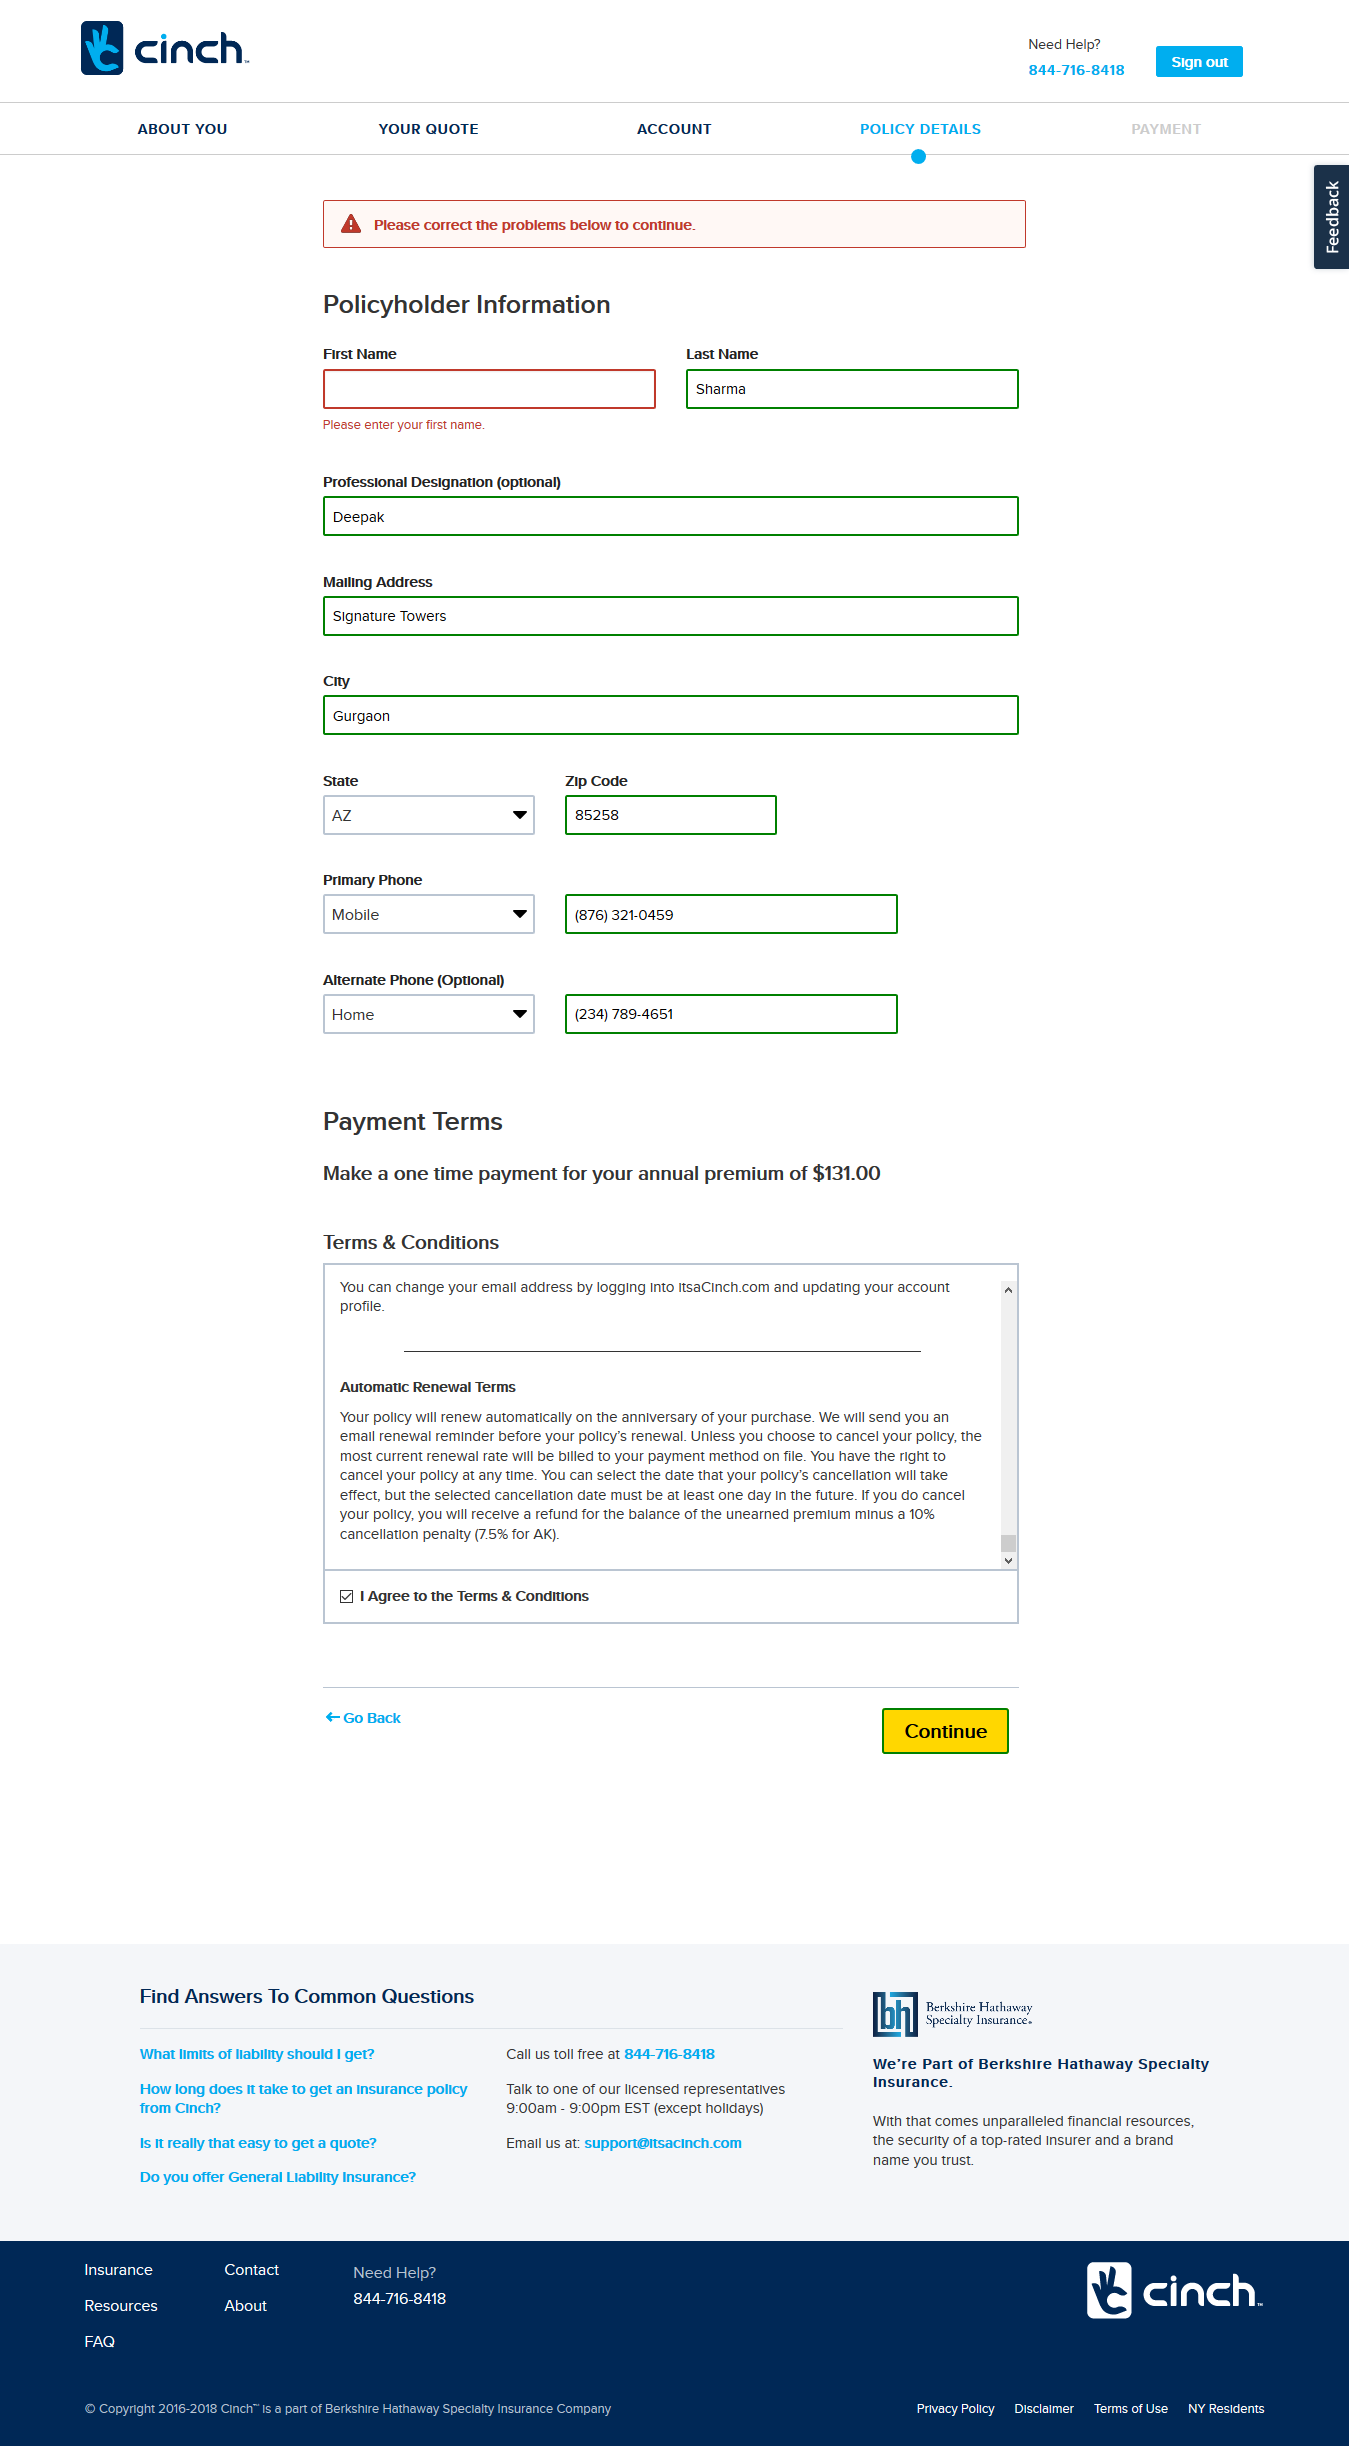 cinch™
Need Help?
844-716-8418
Sign out
ABOUT YOU
YOUR QUOTE
ACCOUNT
POLICY DETAILS
PAYMENT
Feedback
Please correct the problems below to continue.
Policyholder Information
First Name
Last Name
Sharma
Please enter your first name.
Professional Designation (optional)
Deepak
Mailing Address
Signature Towers
City
Gurgaon
State
Zip Code
AZ
85258
Primary Phone
Mobile
(876) 321-0459
Alternate Phone (Optional)
Home
(234) 789-4651
Payment Terms
Make a one time payment for your annual premium of $131.00
Terms & Conditions
You can change your email address by logging into itsaCinch.com and updating your account
profile.
Automatic Renewal Terms
Your policy will renew automatically on the anniversary of your purchase. We will send you an
email renewal reminder before your policy’s renewal. Unless you choose to cancel your policy, the
most current renewal rate will be billed to your payment method on file. You have the right to
cancel your policy at any time. You can select the date that your policy’s cancellation will take
effect, but the selected cancellation date must be at least one day in the future. If you do cancel
your policy, you will receive a refund for the balance of the unearned premium minus a 10%
cancellation penalty (7.5% for AK).
I Agree to the Terms & Conditions
Go Back
Continue
Find Answers To Common Questions
What limits of liability should I get?
How long does it take to get an insurance policy
from Cinch?
Is it really that easy to get a quote?
Do you offer General Liability Insurance?
Call us toll free at 844-716-8418
Talk to one of our licensed representatives
9:00am - 9:00pm EST (except holidays)
Email us at: support@itsacinch.com
bh
Berkshire Hathaway
Specialty Insurance®
We’re Part of Berkshire Hathaway Specialty
Insurance.
With that comes unparalleled financial resources,
the security of a top-rated insurer and a brand
name you trust.
Insurance
Resources
FAQ
Contact
About
Need Help?
844-716-8418
cinch™
© Copyright 2016-2018 Cinch™ is a part of Berkshire Hathaway Specialty Insurance Company
Privacy Policy
Disclaimer
Terms of Use
NY Residents